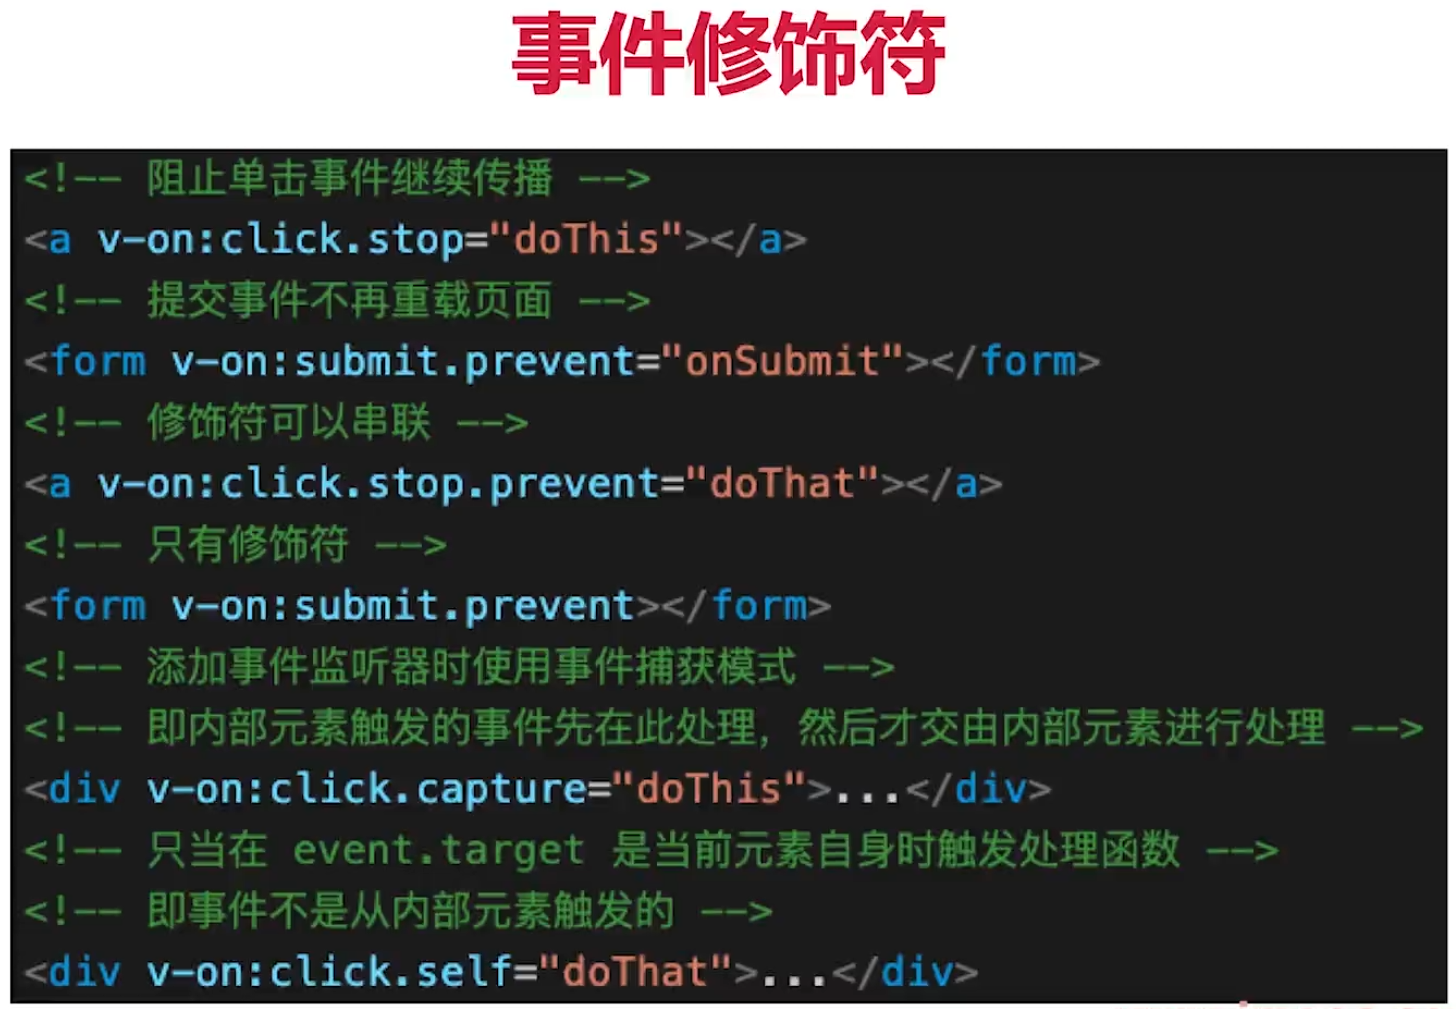 事件修饰符
<!-- 阻止单击事件继续传播 -->
<a v-on:click.stop="doThis"></a>
<!-- 提交事件不再重载页面 -->
<form v-on:submit.prevent="onSubmit"></form>
<!-- 修饰符可以串联 -->
<a v-on:click.stop.prevent="doThat"></a>
<!-- 只有修饰符 -->
<form v-on:submit.prevent></form>
<!-- 添加事件监听器时使用事件捕获模式 -->
<!-- 即内部元素触发的事件先在此处理，然后才交由内部元素进行处理 -->
<div v-on:click.capture="doThis">...</div>
<!-- 只当在 event.target 是当前元素自身时触发处理函数 -->
<!-- 即事件不是从内部元素触发的 -->
<div v-on:click.self="doThat">...</div>